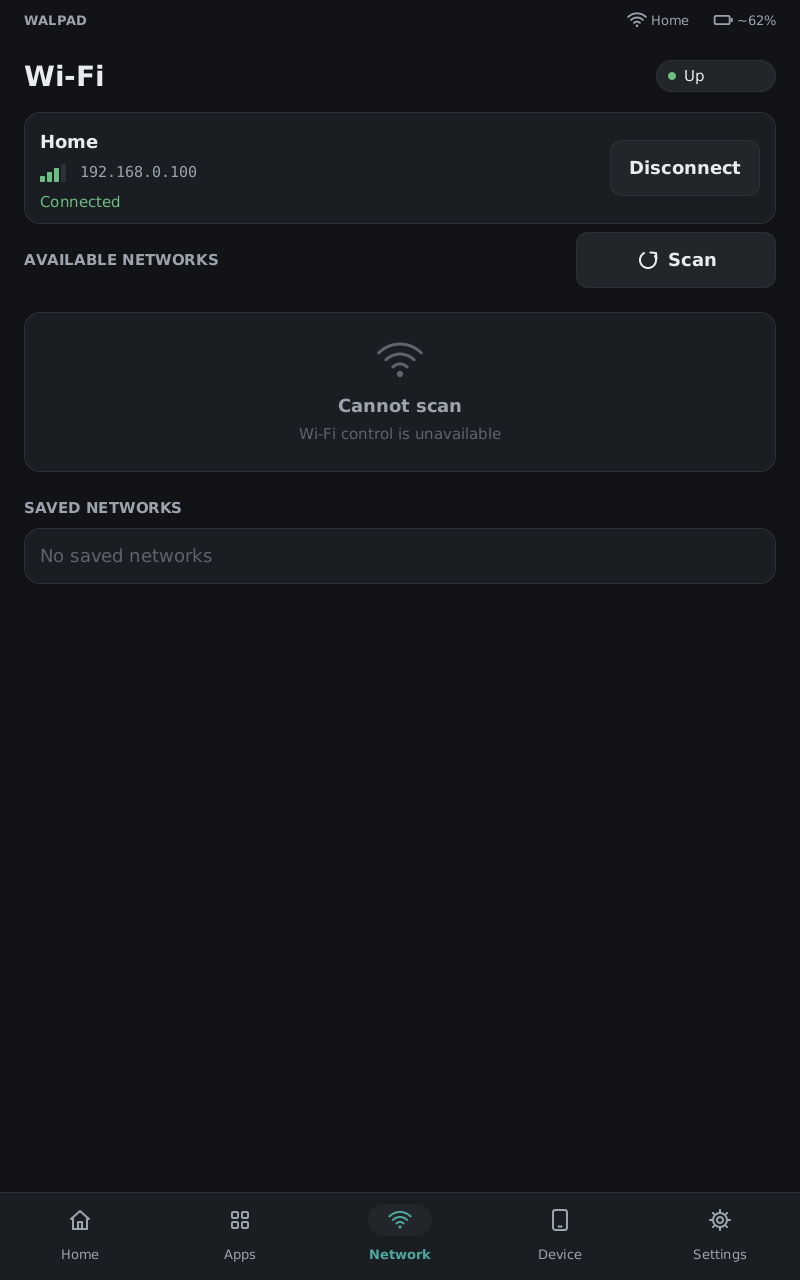 WALPAD
Home
~62%
Wi-Fi
Up
Home
192.168.0.100
Connected
Disconnect
AVAILABLE NETWORKS
Scan
Cannot scan
Wi-Fi control is unavailable
SAVED NETWORKS
No saved networks
Home
Apps
Network
Device
Settings